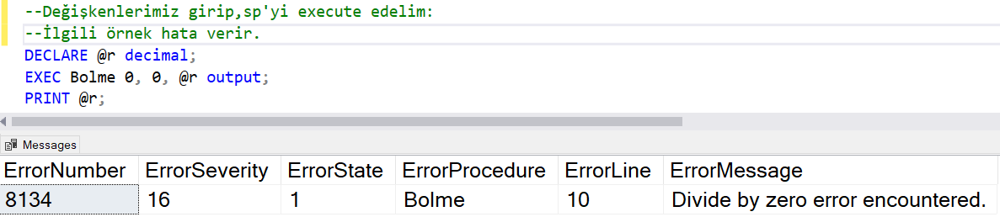 --Değişkenlerimiz girip,sp'yi execute edelim:
--İlgili örnek hata verir.
DECLARE @r decimal;
EXEC Bolme 0, 0, @r output;
PRINT @r;
Messages
ErrorNumber ErrorSeverity ErrorState ErrorProcedure ErrorLine ErrorMessage
8134 16 1 Bolme 10 Divide by zero error encountered.